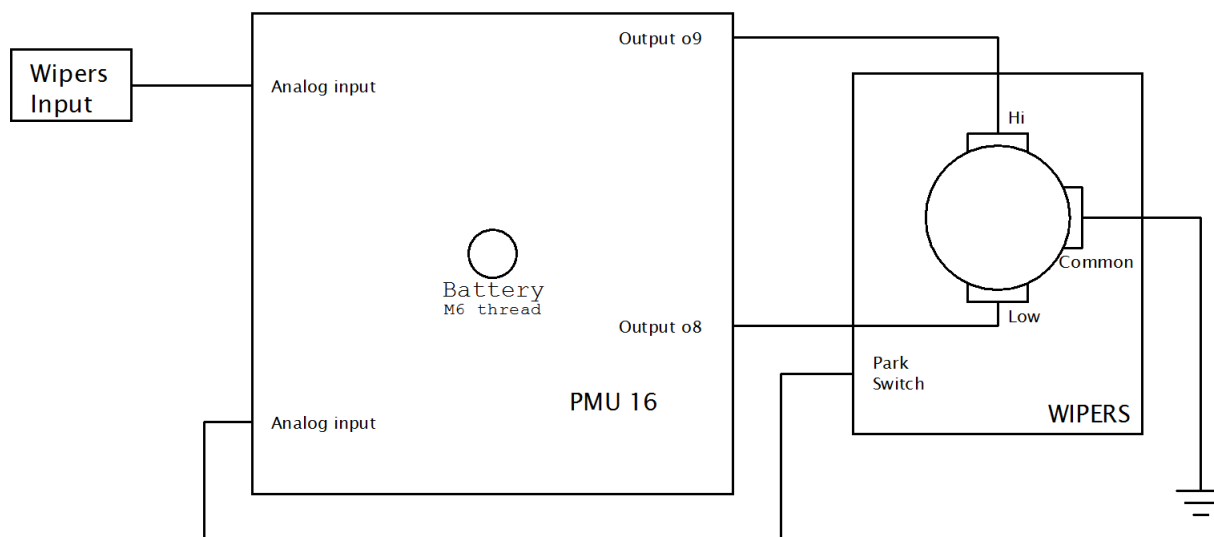 Output o9
Wipers
Input
Analog input
Hi
Common
Battery
M6 thread
Output o8
Low
Park
Switch
PMU 16
WIPERS
Analog input